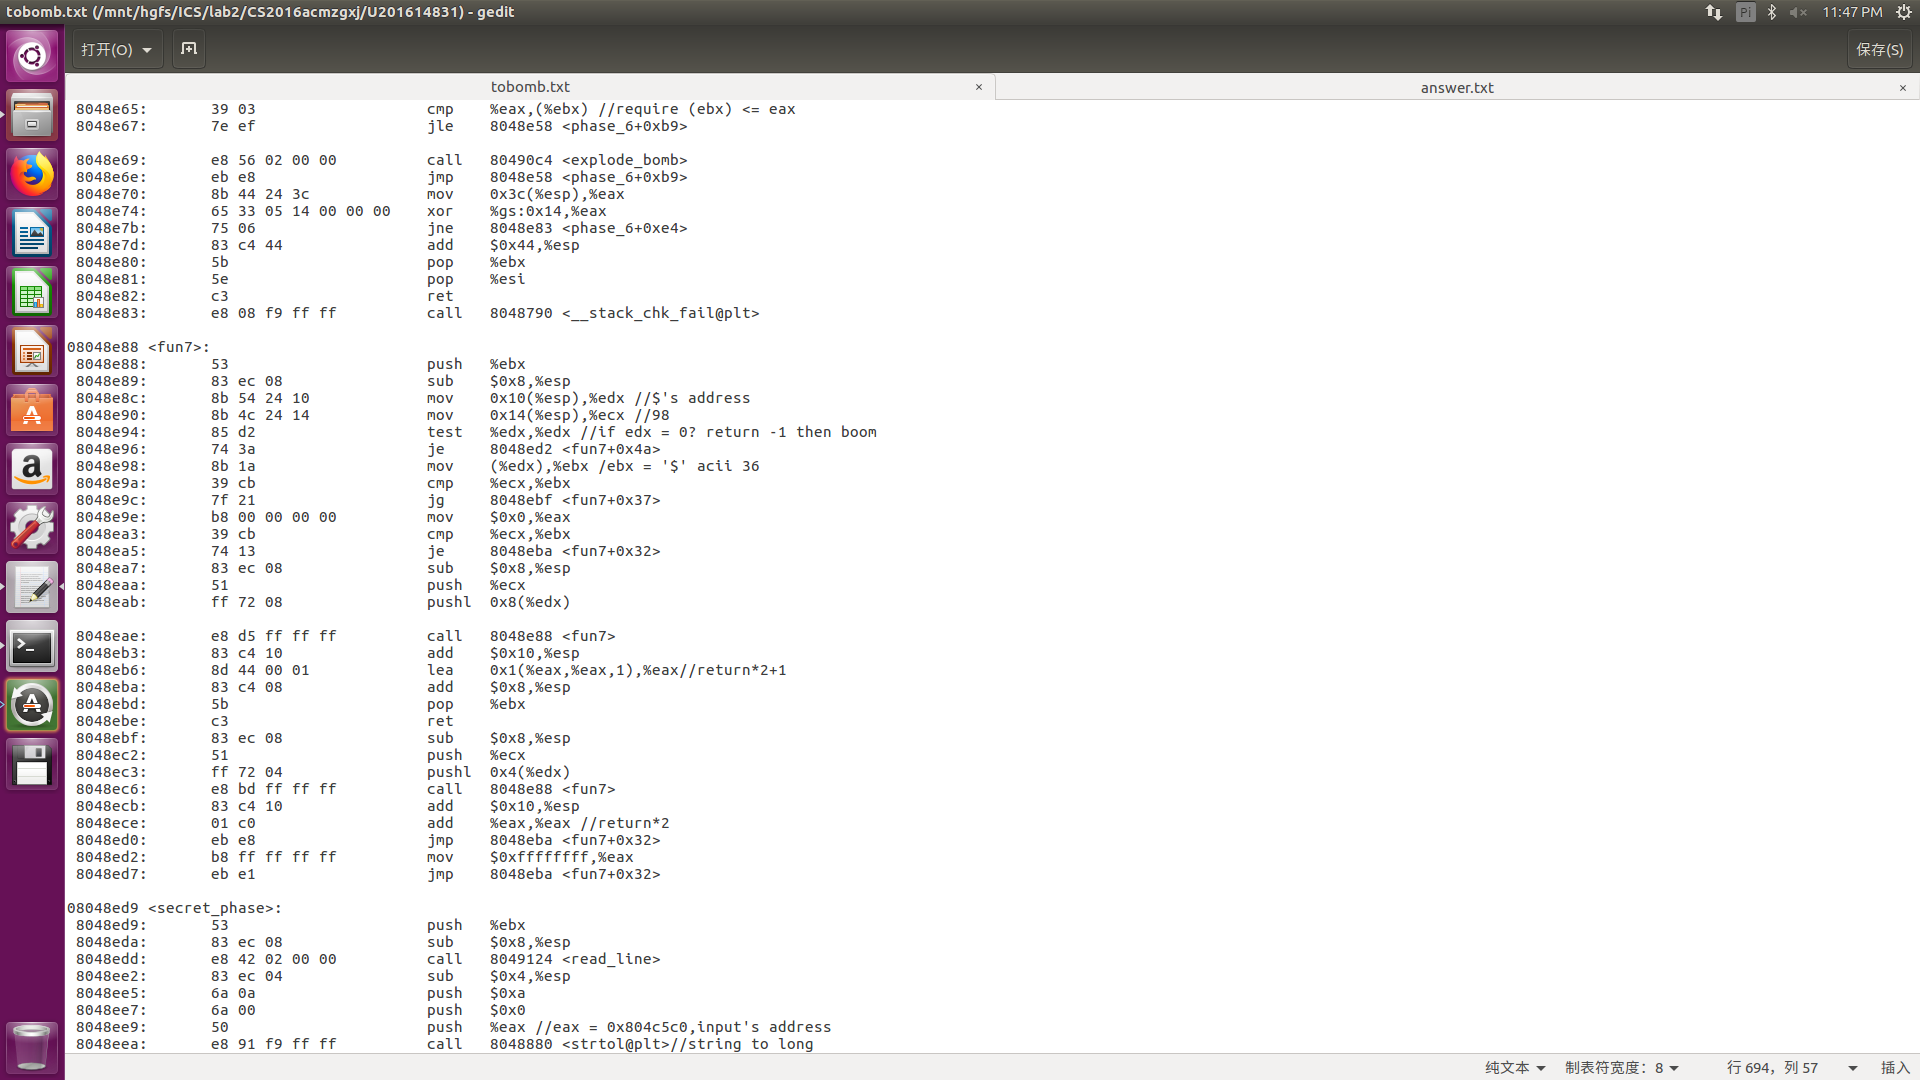 tobomb.txt (/mnt/hgfs/ICS/lab2/CS2016acmzgxj/U201614831) - gedit
Pi
11:47 PM
打开(O)
保存(S)
tobomb.txt ×
answer.txt ×
8048e65: 39 03 cmp %eax,(%ebx) //require (ebx) <= eax
8048e67: 7e ef jle 8048e58 <phase_6+0xb9>
8048e69: e8 56 02 00 00 call 80490c4 <explode_bomb>
8048e6e: eb e8 jmp 8048e58 <phase_6+0xb9>
8048e70: 8b 44 24 3c mov 0x3c(%esp),%eax
8048e74: 65 33 05 14 00 00 00 xor %gs:0x14,%eax
8048e7b: 75 06 jne 8048e83 <phase_6+0xe4>
8048e7d: 83 c4 44 add $0x44,%esp
8048e80: 5b pop %ebx
8048e81: 5e pop %esi
8048e82: c3 ret
8048e83: e8 08 f9 ff ff call 8048790 <__stack_chk_fail@plt>
08048e88 <fun7>:
8048e88: 53 push %ebx
8048e89: 83 ec 08 sub $0x8,%esp
8048e8c: 8b 54 24 10 mov 0x10(%esp),%edx //$'s address
8048e90: 8b 4c 24 14 mov 0x14(%esp),%ecx //98
8048e94: 85 d2 test %edx,%edx //if edx = 0? return -1 then boom
8048e96: 74 3a je 8048ed2 <fun7+0x4a>
8048e98: 8b 1a mov (%edx),%ebx /ebx = '$' acii 36
8048e9a: 39 cb cmp %ecx,%ebx
8048e9c: 7f 21 jg 8048ebf <fun7+0x37>
8048e9e: b8 00 00 00 00 mov $0x0,%eax
8048ea3: 39 cb cmp %ecx,%ebx
8048ea5: 74 13 je 8048eba <fun7+0x32>
8048ea7: 83 ec 08 sub $0x8,%esp
8048eaa: 51 push %ecx
8048eab: ff 72 08 pushl 0x8(%edx)
8048eae: e8 d5 ff ff ff call 8048e88 <fun7>
8048eb3: 83 c4 10 add $0x10,%esp
8048eb6: 8d 44 00 01 lea 0x1(%eax,%eax,1),%eax//return*2+1
8048eba: 83 c4 08 add $0x8,%esp
8048ebd: 5b pop %ebx
8048ebe: c3 ret
8048ebf: 83 ec 08 sub $0x8,%esp
8048ec2: 51 push %ecx
8048ec3: ff 72 04 pushl 0x4(%edx)
8048ec6: e8 bd ff ff ff call 8048e88 <fun7>
8048ecb: 83 c4 10 add $0x10,%esp
8048ece: 01 c0 add %eax,%eax //return*2
8048ed0: eb e8 jmp 8048eba <fun7+0x32>
8048ed2: b8 ff ff ff ff mov $0xffffffff,%eax
8048ed7: eb e1 jmp 8048eba <fun7+0x32>
08048ed9 <secret_phase>:
8048ed9: 53 push %ebx
8048eda: 83 ec 08 sub $0x8,%esp
8048edd: e8 42 02 00 00 call 8049124 <read_line>
8048ee2: 83 ec 04 sub $0x4,%esp
8048ee5: 6a 0a push $0xa
8048ee7: 6a 00 push $0x0
8048ee9: 50 push %eax //eax = 0x804c5c0,input's address
8048eea: e8 91 f9 ff ff call 8048880 <strtol@plt>//string to long
纯文本 制表符宽度: 8 行 694, 列 57 插入